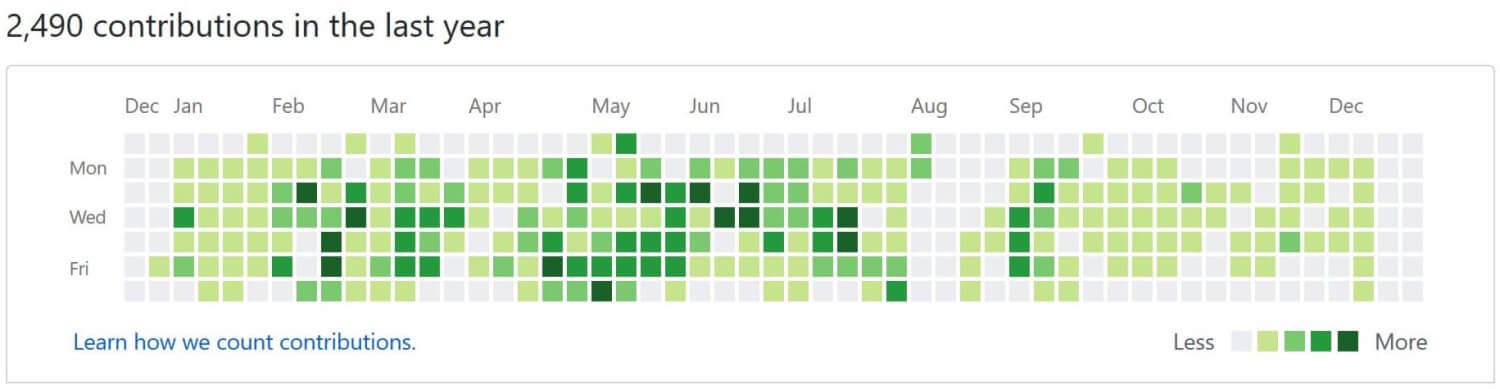 2,490 contributions in the last year
Dec Jan Feb Mar Apr May Jun Jul Aug Sep Oct Nov Dec
Mon
Wed
Fri
Learn how we count contributions.
Less More